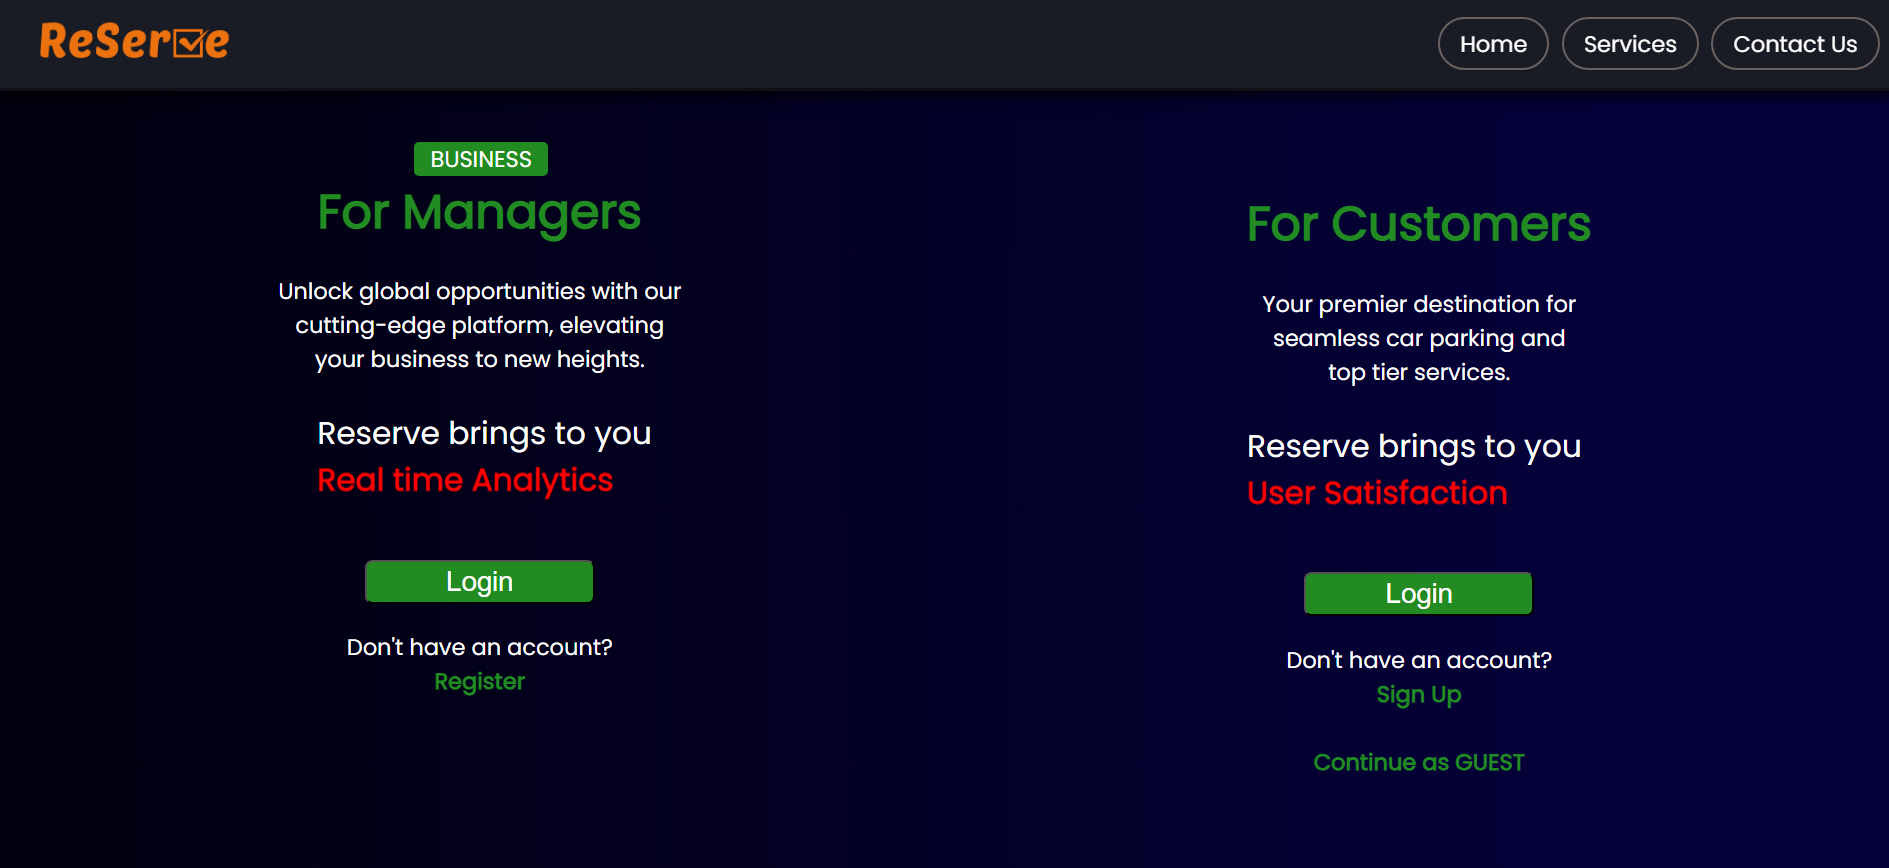 ReServe
Home
Services
Contact Us
BUSINESS
For Managers
Unlock global opportunities with our
cutting-edge platform, elevating
your business to new heights.
Reserve brings to you
Real time Analytics
Login
Don't have an account?
Register
For Customers
Your premier destination for
seamless car parking and
top tier services.
Reserve brings to you
User Satisfaction
Login
Don't have an account?
Sign Up
Continue as GUEST